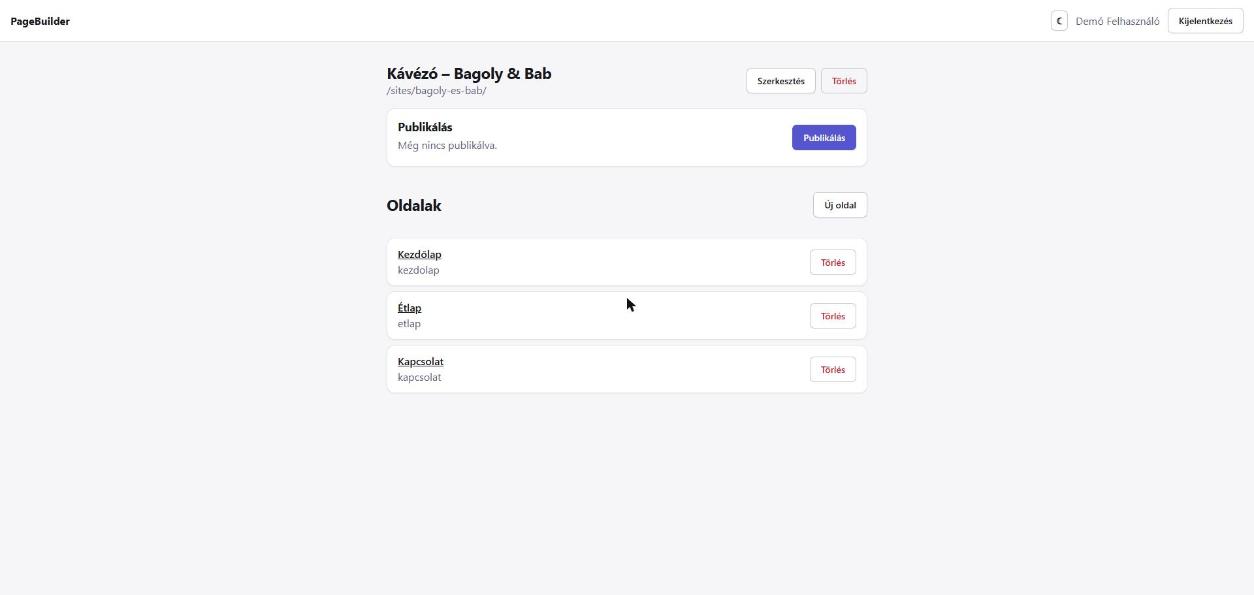 PageBuilder
☾ Demó Felhasználó Kijelentkezés
Kávézó – Bagoly & Bab
/sites/bagoly-es-bab/
Szerkesztés Törlés
Publikálás
Még nincs publikálva.
Publikálás
Oldalak
Új oldal
Kezdőlap
kezdolap
Törlés
Étlap
etlap
Törlés
Kapcsolat
kapcsolat
Törlés